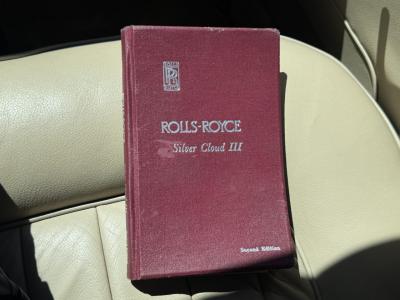 RR
ROLLS-ROYCE
Silver Cloud III
Second Edition